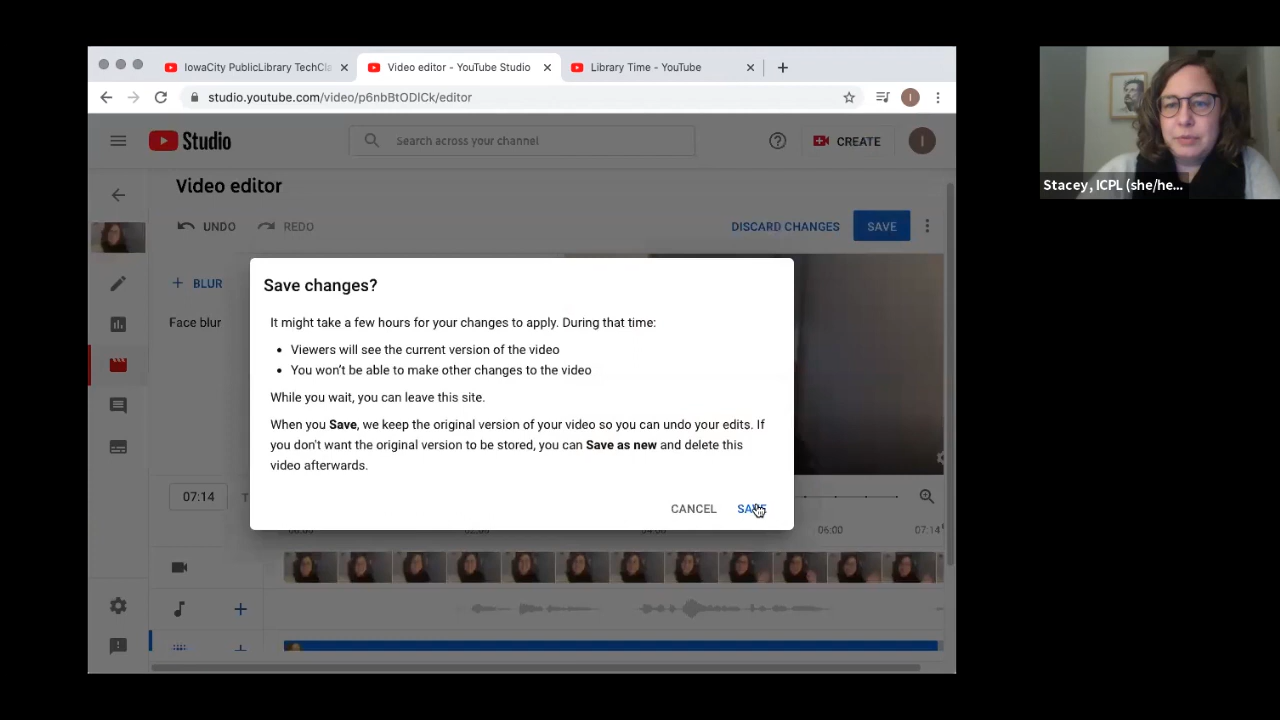 IowaCity PublicLibrary TechCla
Video editor - YouTube Studio
Library Time - YouTube
studio.youtube.com/video/p6nbBtODlCk/editor
Studio
Search across your channel
CREATE
I
Video editor
UNDO
REDO
DISCARD CHANGES
SAVE
BLUR
Face blur
Save changes?
It might take a few hours for your changes to apply. During that time:
• Viewers will see the current version of the video
• You won't be able to make other changes to the video
While you wait, you can leave this site.
When you Save, we keep the original version of your video so you can undo your edits. If
you don't want the original version to be stored, you can Save as new and delete this
video afterwards.
CANCEL
SAVE
07:14
T
02:00
04:00
06:00
07:14
Stacey, ICPL (she/he...